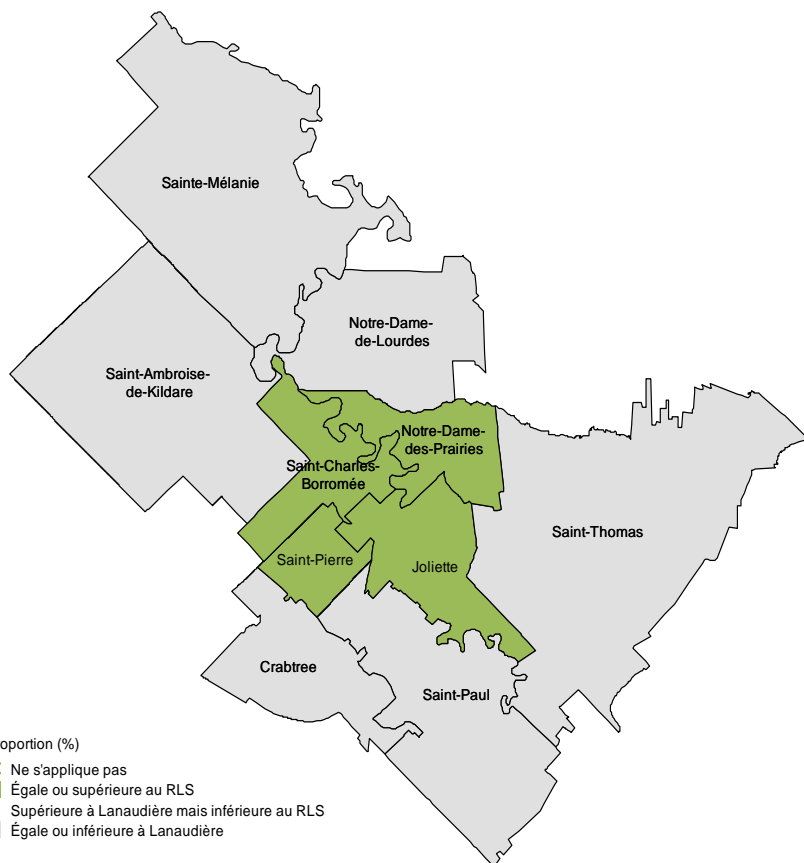 Sainte-Mélanie
Notre-Dame-
de-Lourdes
Saint-Ambroise-
de-Kildare
Notre-Dame-
des-Prairies
Saint-Charles-
Borromée
Saint-Thomas
Saint-Pierre
Joliette
Crabtree
Saint-Paul
oportion (%)
Ne s'applique pas
Égale ou supérieure au RLS
Supérieure à Lanaudière mais inférieure au RLS
Égale ou inférieure à Lanaudière